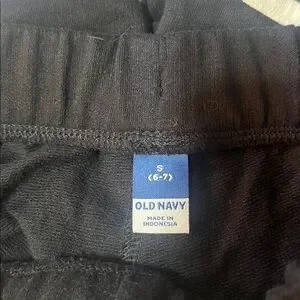 S
(6-7)
OLD NAVY
MADE IN
INDONESIA